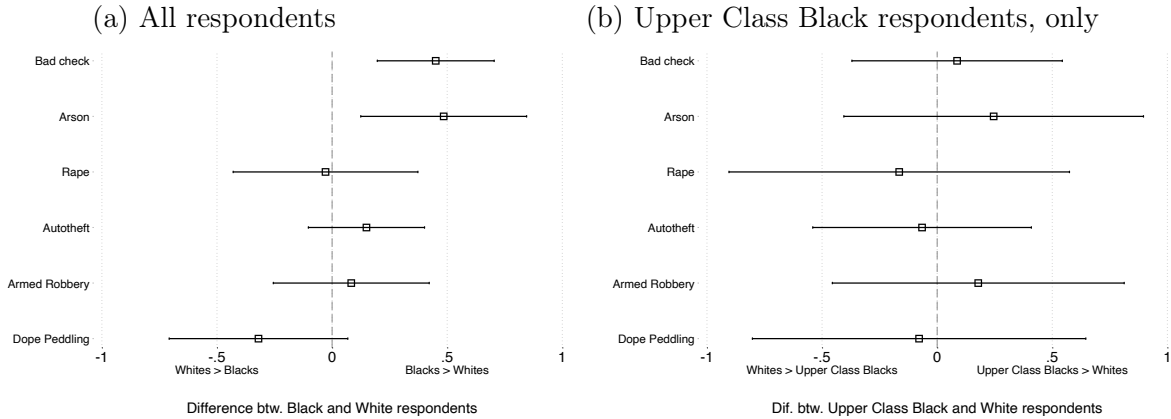 (a) All respondents
Bad check
Arson
Rape
Autotheft
Armed Robbery
Dope Peddling
-1 -.5 0 .5 1
Whites > Blacks Blacks > Whites
Difference btw. Black and White respondents
(b) Upper Class Black respondents, only
Bad check
Arson
Rape
Autotheft
Armed Robbery
Dope Peddling
-1 -.5 0 .5 1
Whites > Upper Class Blacks Upper Class Blacks > Whites
Dif. btw. Upper Class Black and White respondents